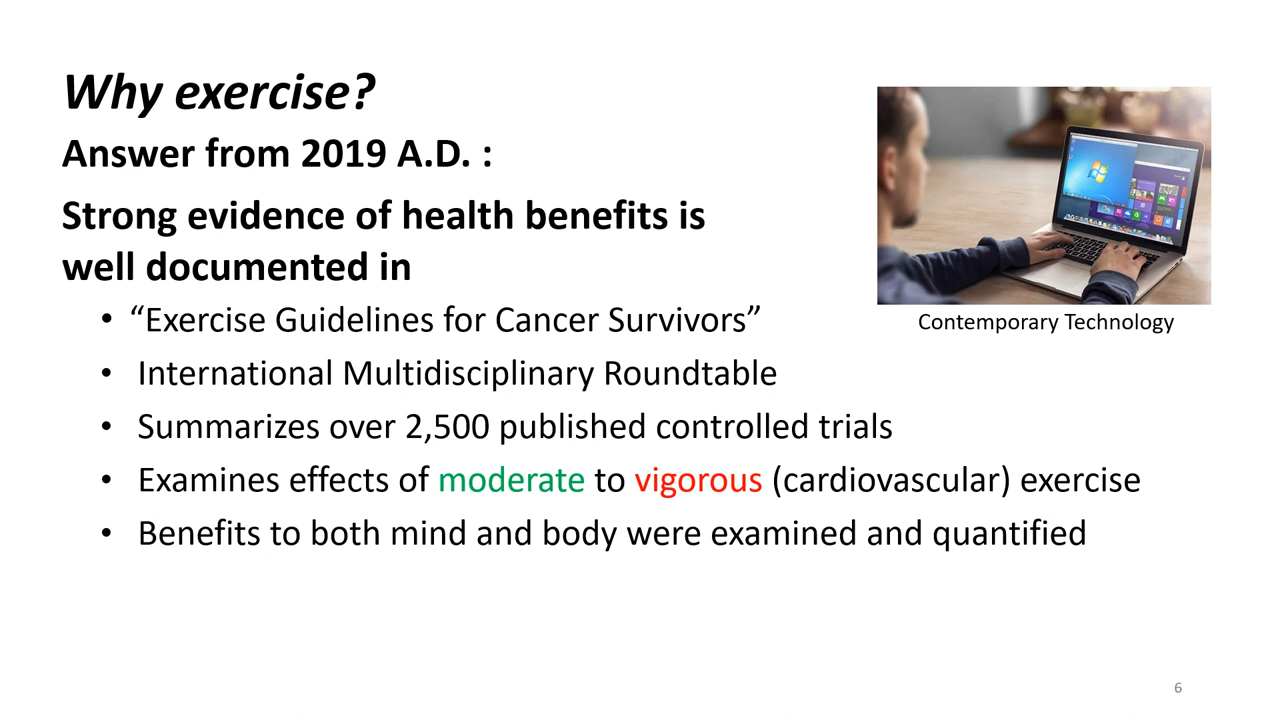 Why exercise?
Answer from 2019 A.D. :
Strong evidence of health benefits is
well documented in
• “Exercise Guidelines for Cancer Survivors”
• International Multidisciplinary Roundtable
• Summarizes over 2,500 published controlled trials
• Examines effects of moderate to vigorous (cardiovascular) exercise
• Benefits to both mind and body were examined and quantified
Contemporary Technology
6